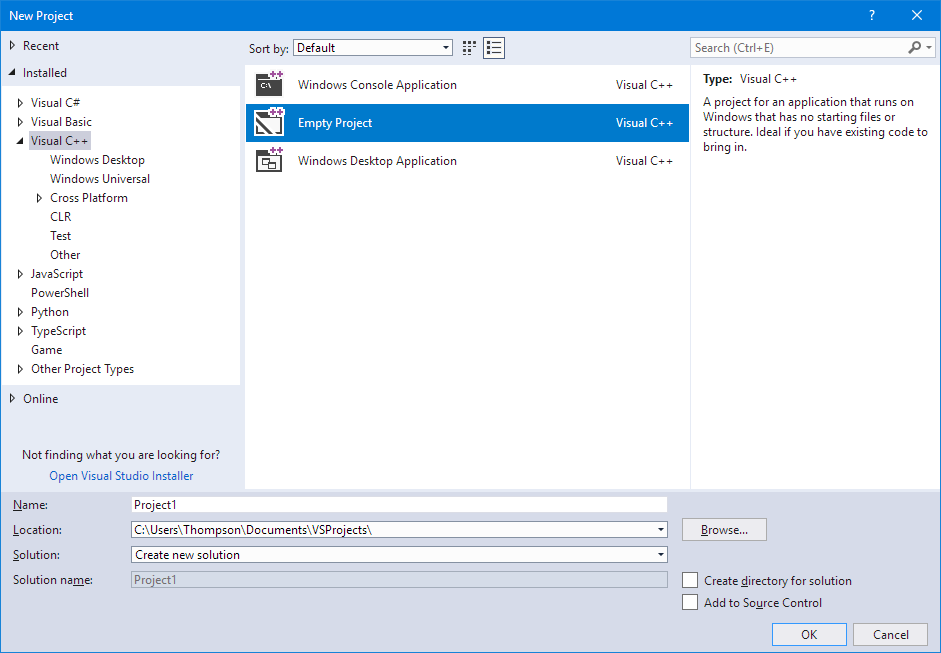 New Project
?
Recent
Installed
Visual C#
Visual Basic
Visual C++
Windows Desktop
Windows Universal
Cross Platform
CLR
Test
Other
JavaScript
PowerShell
Python
TypeScript
Game
Other Project Types
Online
Not finding what you are looking for?
Open Visual Studio Installer
Sort by: Default
Windows Console Application Visual C++
Empty Project Visual C++
Windows Desktop Application Visual C++
Search (Ctrl+E)
Type: Visual C++
A project for an application that runs on
Windows that has no starting files or
structure. Ideal if you have existing code to
bring in.
Name: Project1
Location: C:\Users\Thompson\Documents\VSProjects\ Browse...
Solution: Create new solution
Solution name: Project1
Create directory for solution
Add to Source Control
OK Cancel